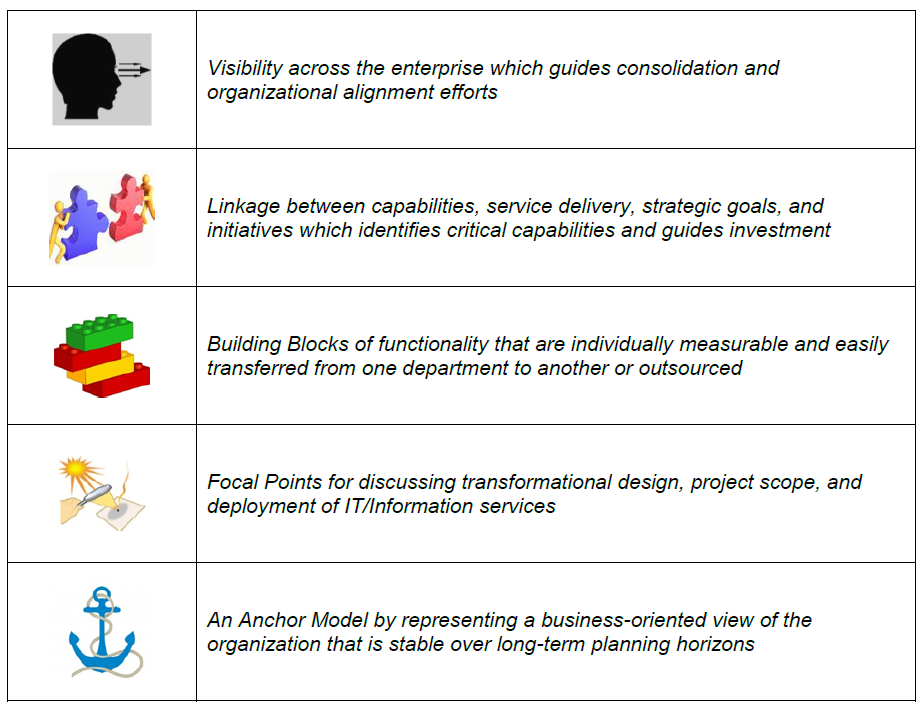 Visibility across the enterprise which guides consolidation and
organizational alignment efforts
Linkage between capabilities, service delivery, strategic goals, and
initiatives which identifies critical capabilities and guides investment
Building Blocks of functionality that are individually measurable and easily
transferred from one department to another or outsourced
Focal Points for discussing transformational design, project scope, and
deployment of IT/Information services
An Anchor Model by representing a business-oriented view of the
organization that is stable over long-term planning horizons